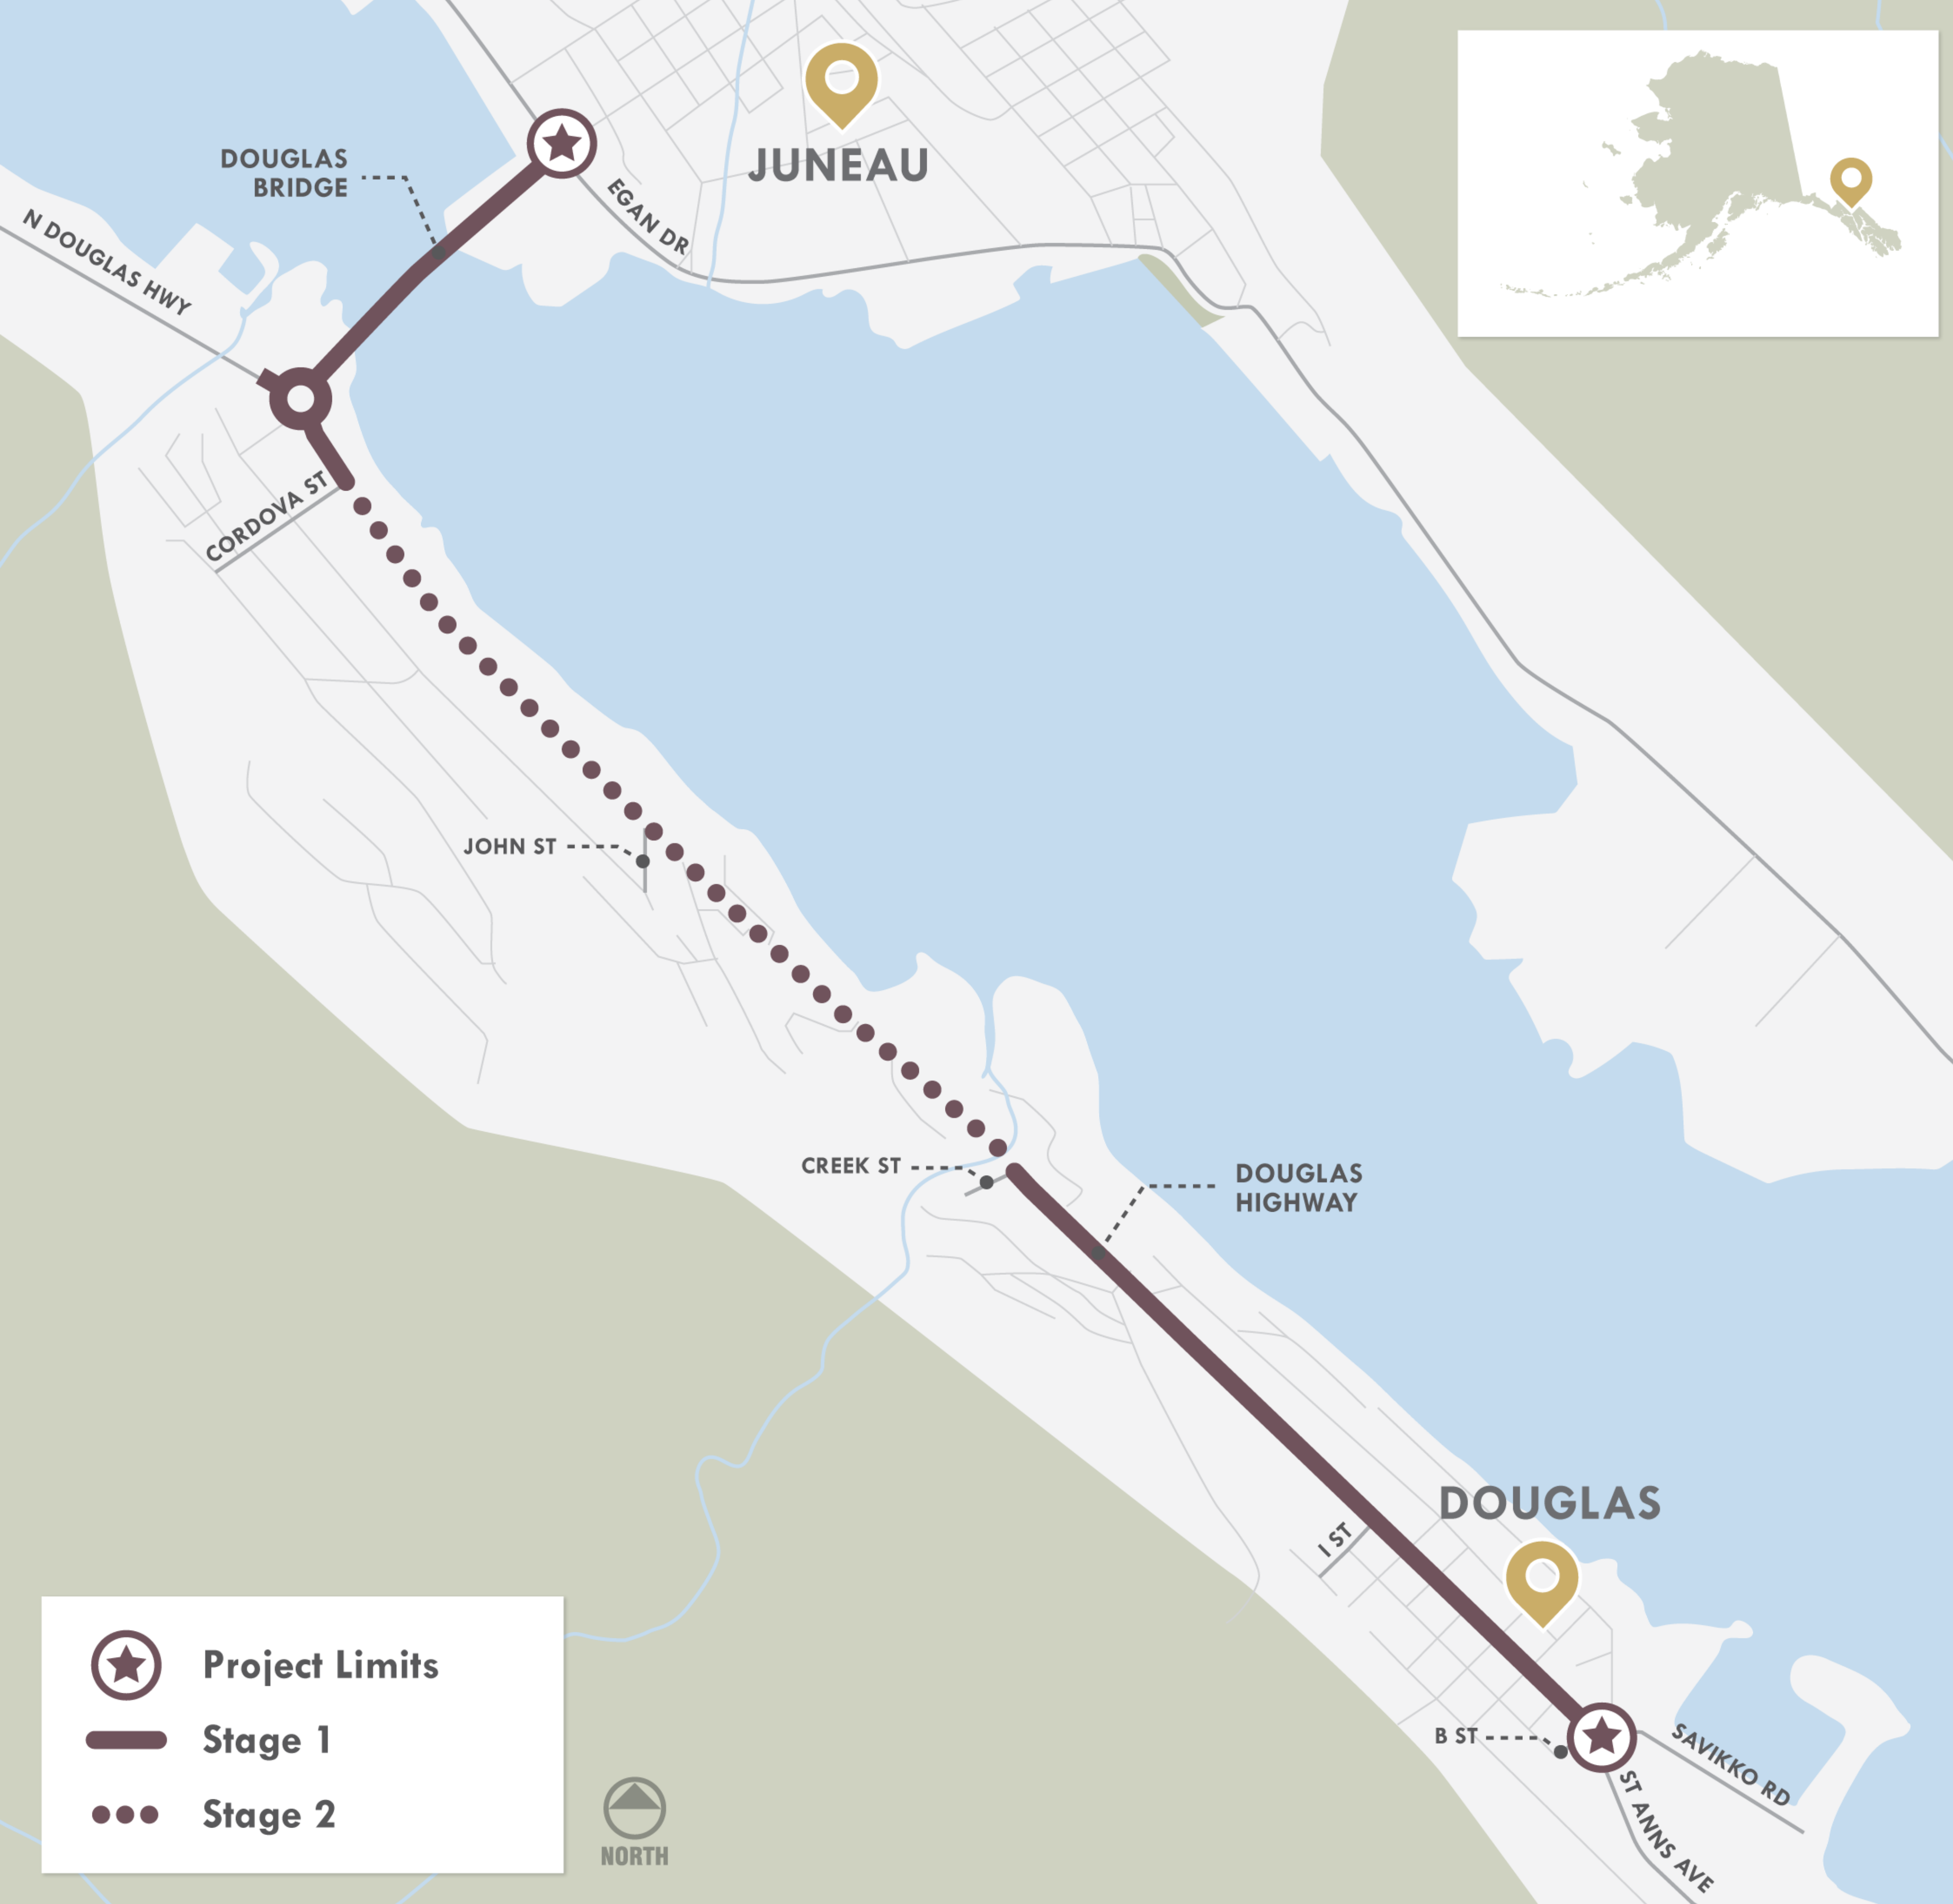 JUNEAU
DOUGLAS
BRIDGE
EGAN DR
N DOUGLAS HWY
CORDOVA ST
JOHN ST
CREEK ST
DOUGLAS
HIGHWAY
DOUGLAS
I ST
B ST
SAVIKKO RD
ST ANNS AVE
Project Limits
Stage 1
Stage 2
NORTH